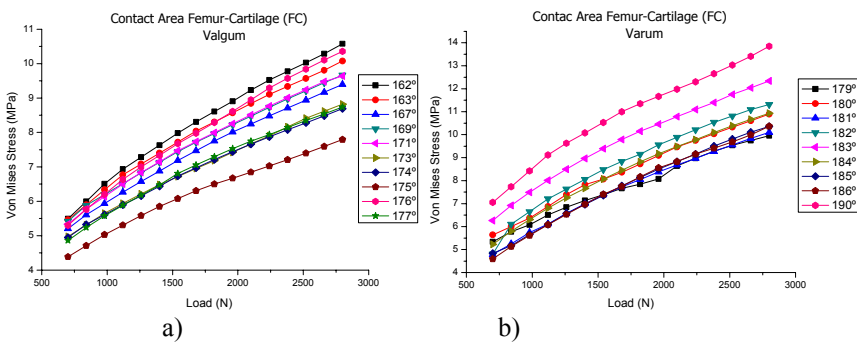 Contact Area Femur-Cartilage (FC)
Valgum
11
10
9
8
7
6
5
4
Von Mises Stress (MPa)
500
1000
1500
2000
2500
3000
Load (N)
162º
163º
167º
169º
171º
173º
174º
175º
176º
177º
a)
Contac Area Femur-Cartilage (FC)
Varum
14
13
12
11
10
9
8
7
6
5
4
Von Mises Stress (MPa)
500
1000
1500
2000
2500
3000
Load (N)
179º
180º
181º
182º
183º
184º
185º
186º
190º
b)